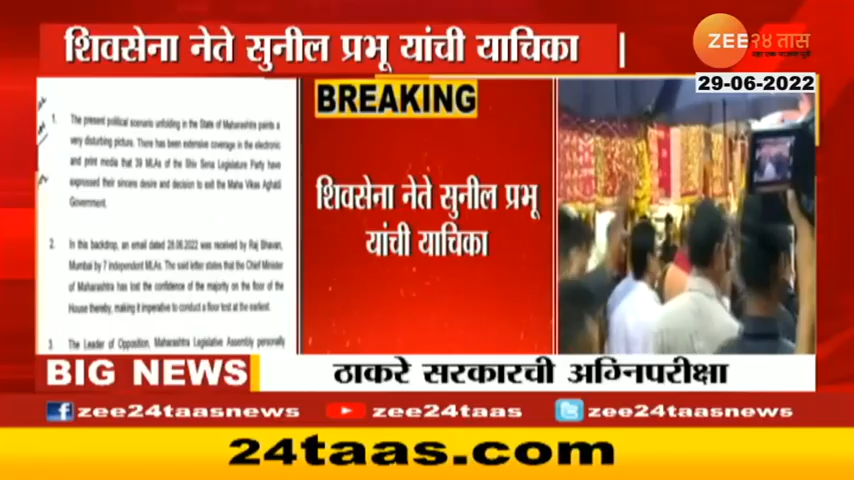 शिवसेना नेते सुनील प्रभू यांची याचिका
ZEE २४ तास
29-06-2022
1. The present political scenario unfolding in the State of Maharashtra paints a
very disturbing picture. There has been extensive coverage in the electronic
and print media that 39 MLAs of the Shiv Sena Legislature Party have
expressed their sincere desire and decision to exit the Maha Vikas Aghadi
Government.
2. In this backdrop, an email dated 28.06.2022 was received by Raj Bhavan,
Mumbai by 7 independent MLAs. The said letter states that the Chief Minister
of Maharashtra has lost the confidence of the majority on the floor of the
House thereby, making it imperative to conduct a floor test at the earliest.
3. The Leader of Opposition, Maharashtra Legislative Assembly personally
BREAKING
शिवसेना नेते सुनील प्रभू
यांची याचिका
BIG NEWS
ठाकरे सरकारची अग्निपरीक्षा
zee24taasnews
zee24taas
zee24taasnews
24taas.com